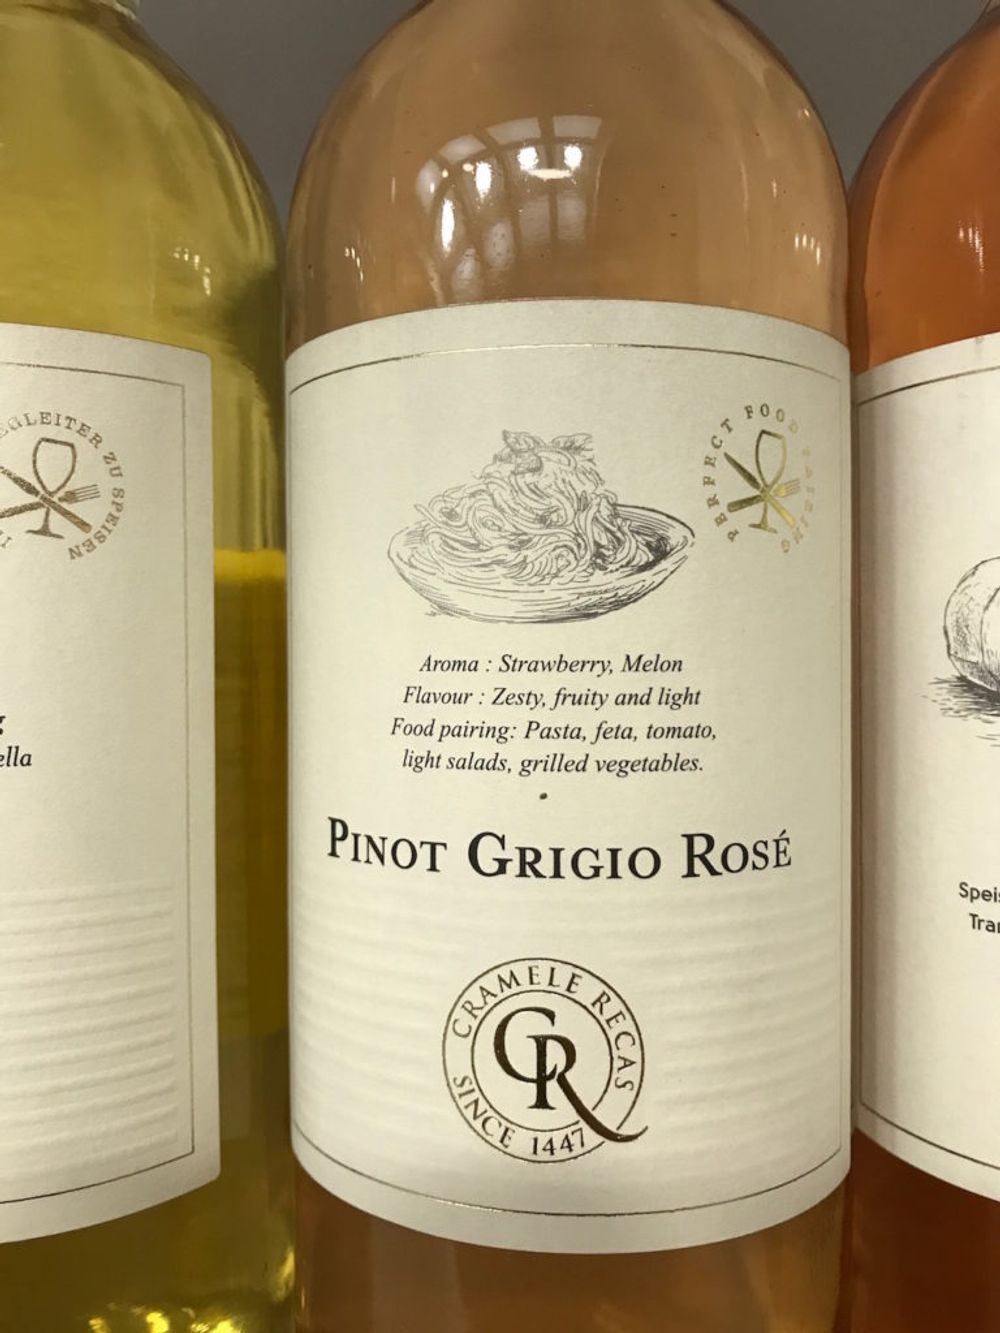 EGLEITER ZU SPEISEN
ella
PERFECT FOOD PAIRING
Aroma : Strawberry, Melon
Flavour : Zesty, fruity and light
Food pairing: Pasta, feta, tomato,
light salads, grilled vegetables.
PINOT GRIGIO ROSÉ
CRAMELE RECAS
CR
SINCE 1447
Speis
Tra